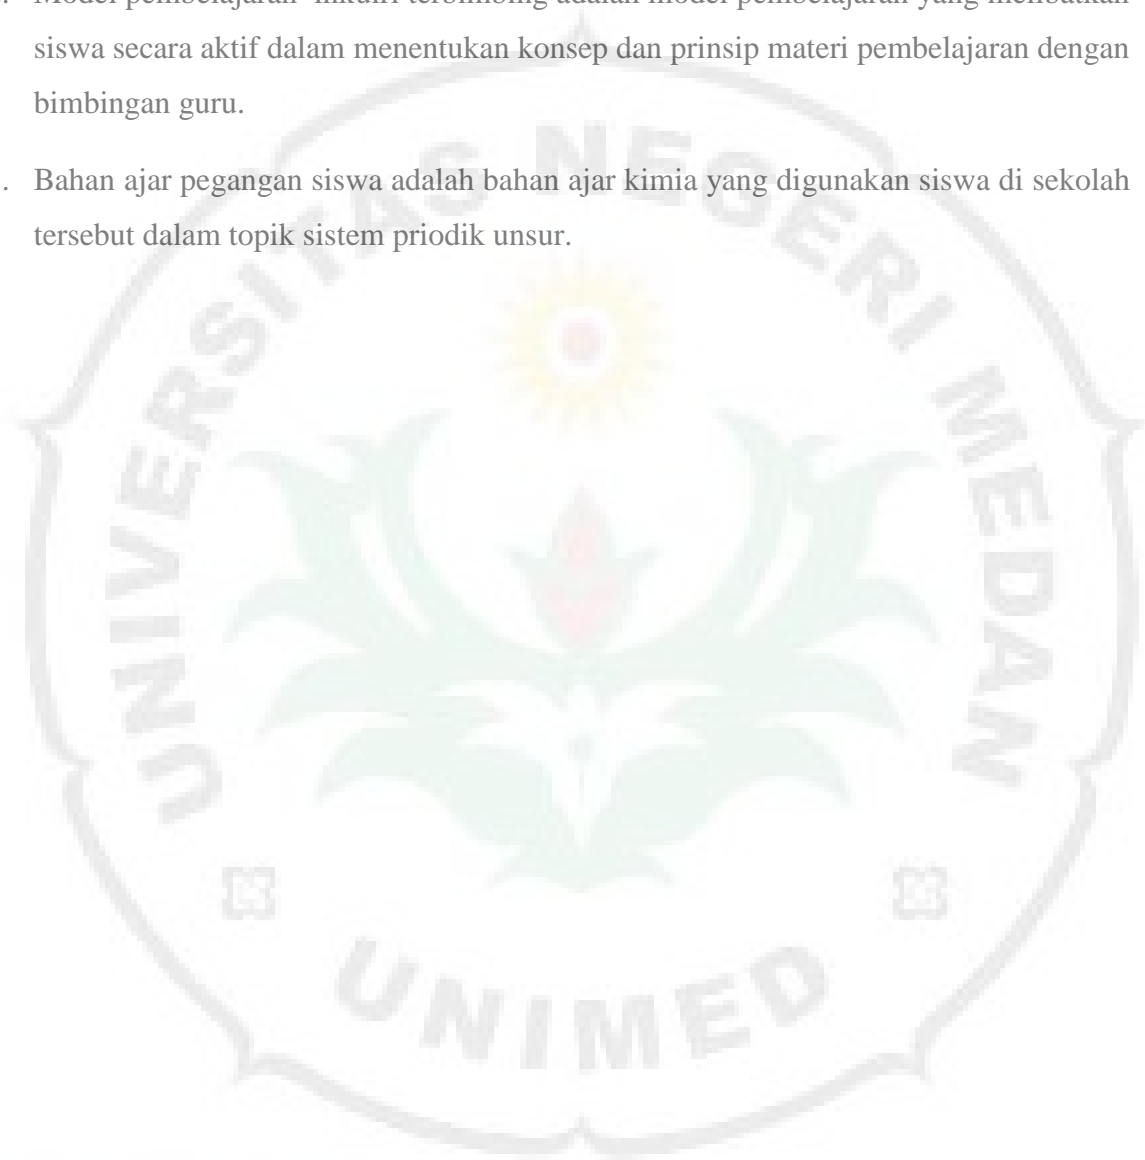 . Model pembelajaran inkuiri terbimbing adalah model pembelajaran yang melibatkan
siswa secara aktif dalam menentukan konsep dan prinsip materi pembelajaran dengan
bimbingan guru.
. Bahan ajar pegangan siswa adalah bahan ajar kimia yang digunakan siswa di sekolah
tersebut dalam topik sistem priodik unsur.
UNIVERSITAS NEGERI MEDAN
UNIMED